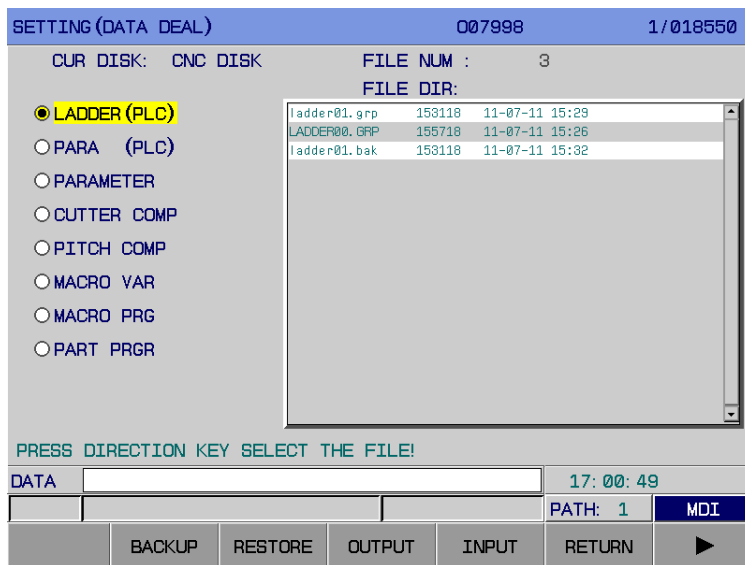 SETTING(DATA DEAL) O07998 1/018550
CUR DISK: CNC DISK FILE NUM : 3
FILE DIR:
LADDER(PLC)
PARA (PLC)
PARAMETER
CUTTER COMP
PITCH COMP
MACRO VAR
MACRO PRG
PART PRGR
ladder01.grp 153118 11-07-11 15:29
LADDER00.GRP 155718 11-07-11 15:26
ladder01.bak 153118 11-07-11 15:32
PRESS DIRECTION KEY SELECT THE FILE!
DATA 17:00:49
PATH: 1 MDI
BACKUP RESTORE OUTPUT INPUT RETURN